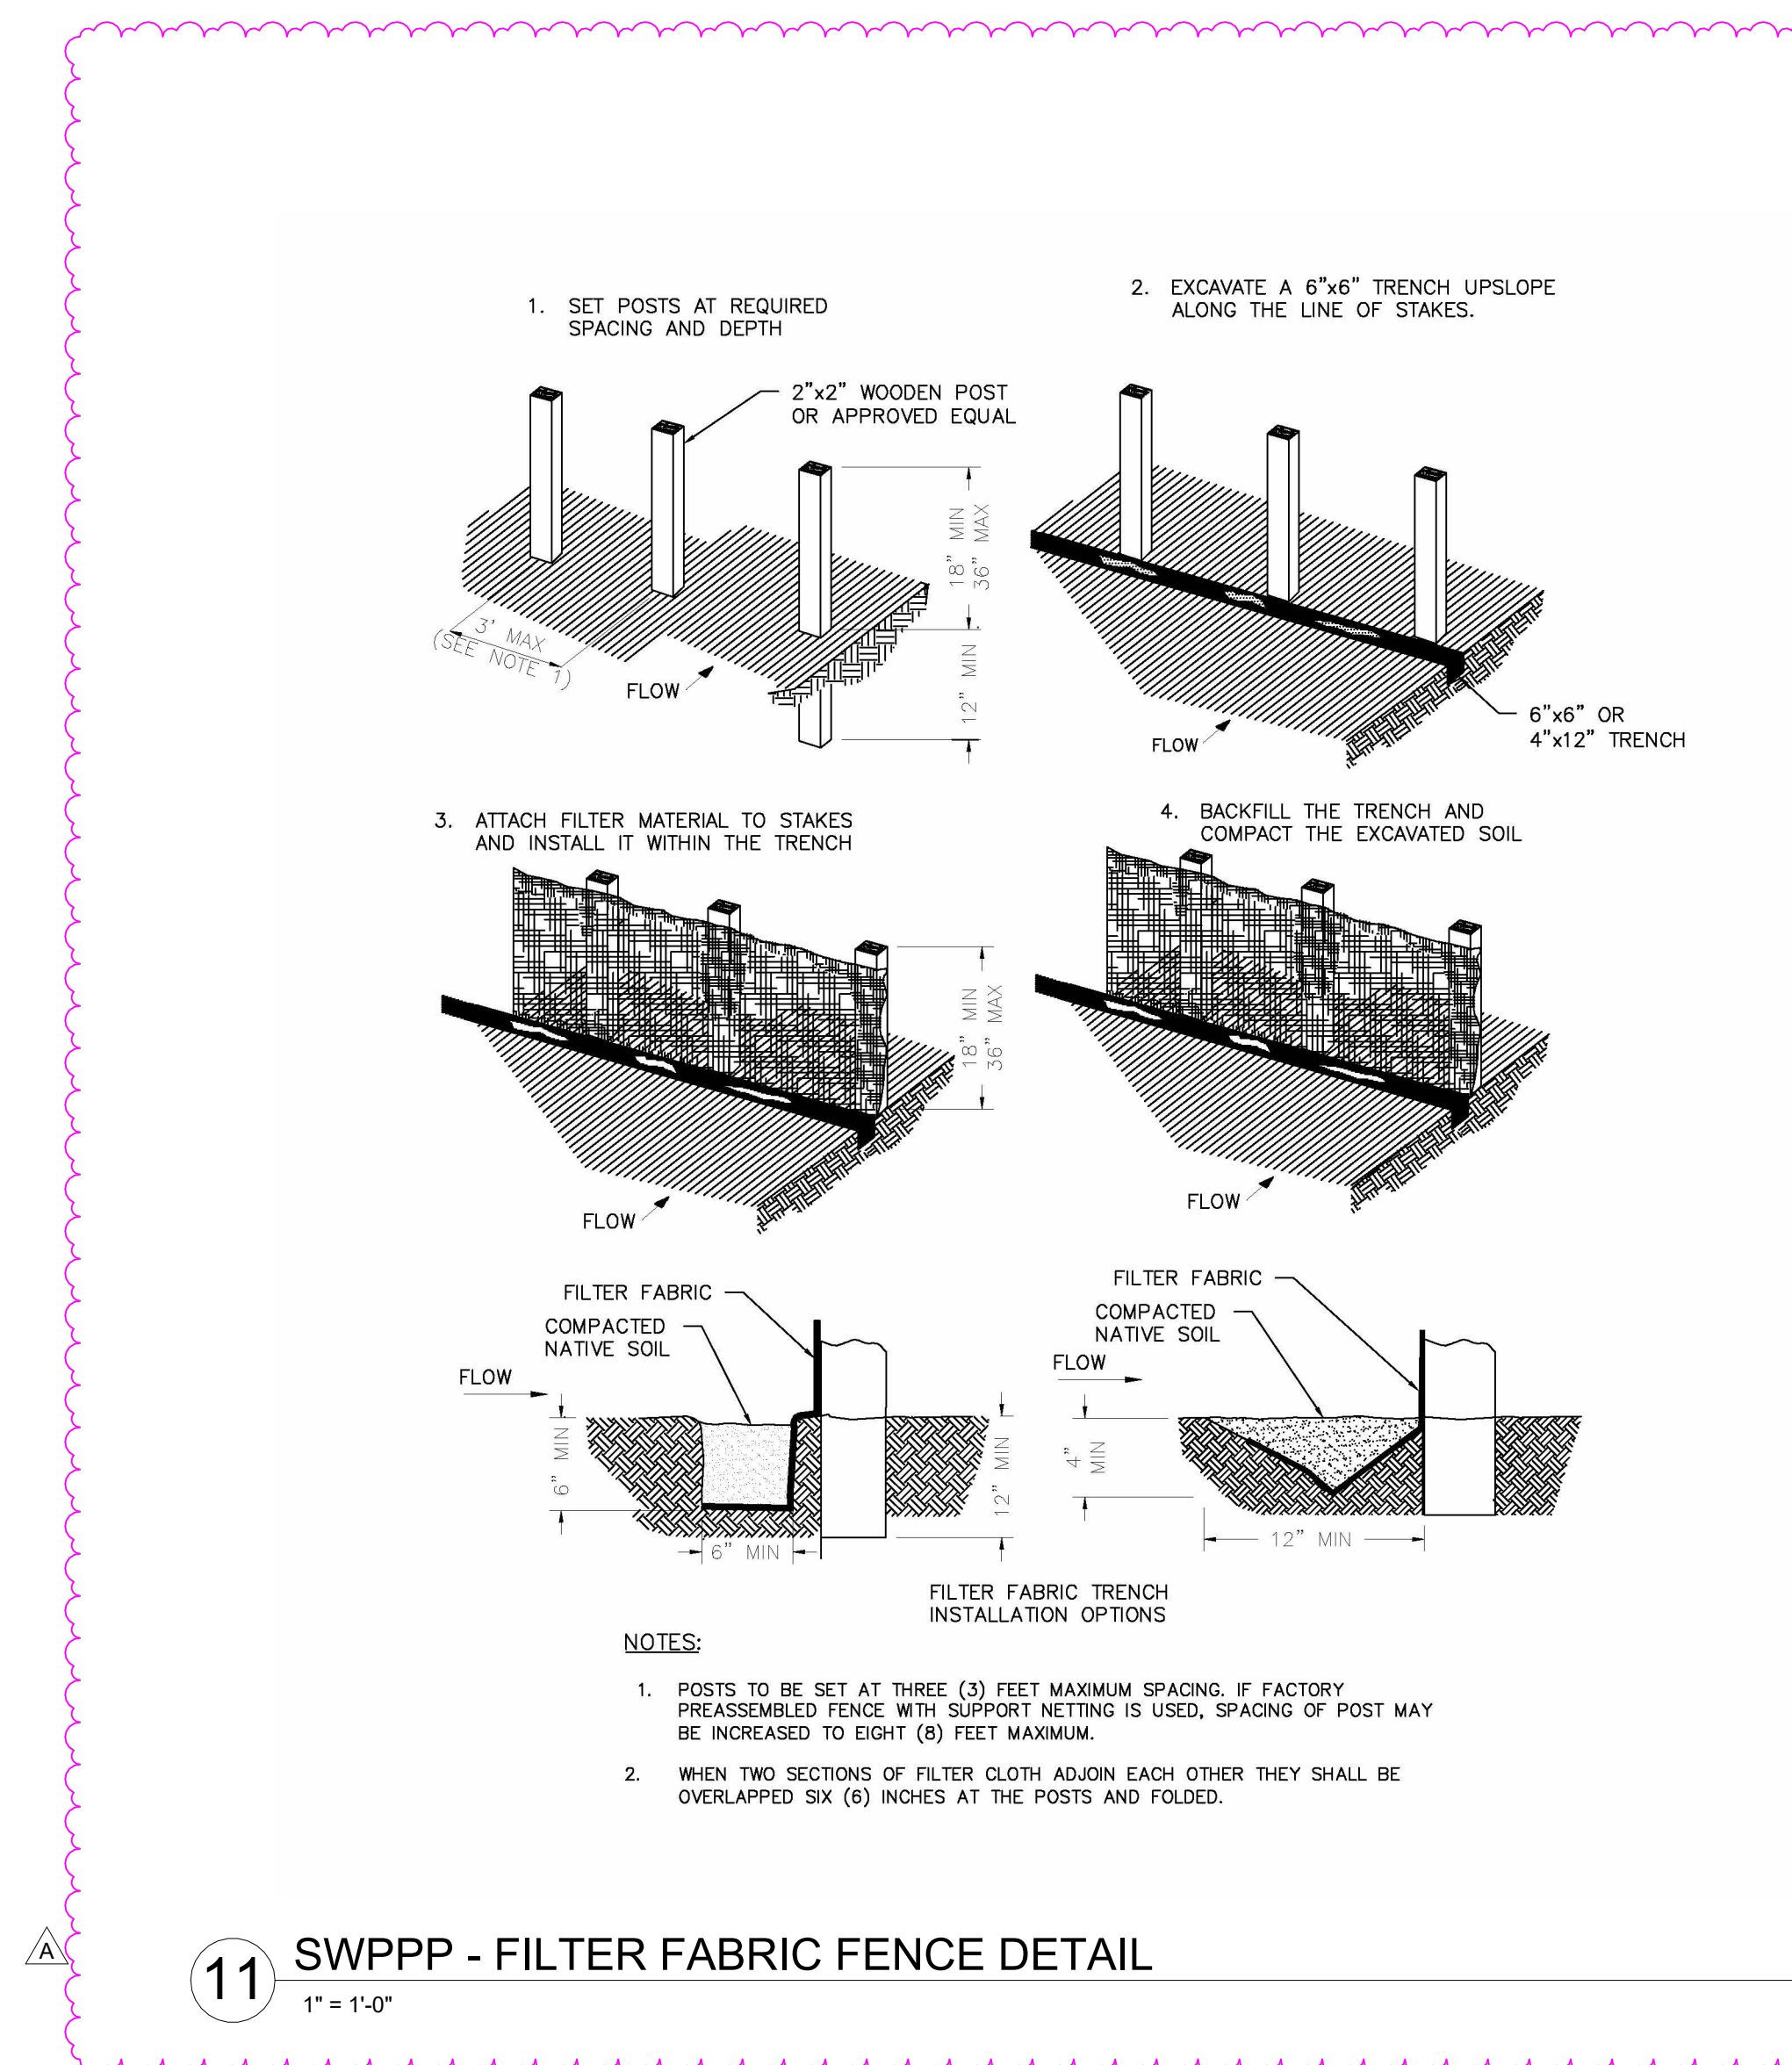 1. SET POSTS AT REQUIRED
SPACING AND DEPTH
2"x2" WOODEN POST
OR APPROVED EQUAL
18" MIN
36" MAX
12" MIN
3' MAX
(SEE NOTE 1)
FLOW
2. EXCAVATE A 6"x6" TRENCH UPSLOPE
ALONG THE LINE OF STAKES.
FLOW
6"x6" OR
4"x12" TRENCH
3. ATTACH FILTER MATERIAL TO STAKES
AND INSTALL IT WITHIN THE TRENCH
18" MIN
36" MAX
FLOW
4. BACKFILL THE TRENCH AND
COMPACT THE EXCAVATED SOIL
FLOW
FILTER FABRIC
COMPACTED
NATIVE SOIL
FLOW
6" MIN
6" MIN
12" MIN
FILTER FABRIC
COMPACTED
NATIVE SOIL
FLOW
4"
MIN
12" MIN
FILTER FABRIC TRENCH
INSTALLATION OPTIONS
NOTES:
1. POSTS TO BE SET AT THREE (3) FEET MAXIMUM SPACING. IF FACTORY
PREASSEMBLED FENCE WITH SUPPORT NETTING IS USED, SPACING OF POST MAY
BE INCREASED TO EIGHT (8) FEET MAXIMUM.
2. WHEN TWO SECTIONS OF FILTER CLOTH ADJOIN EACH OTHER THEY SHALL BE
OVERLAPPED SIX (6) INCHES AT THE POSTS AND FOLDED.
A
11 SWPPP - FILTER FABRIC FENCE DETAIL
1" = 1'-0"